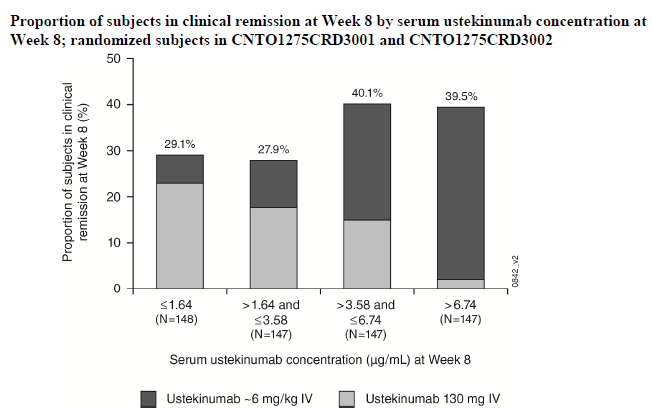 Proportion of subjects in clinical remission at Week 8 by serum ustekinumab concentration at
Week 8; randomized subjects in CNTO1275CRD3001 and CNTO1275CRD3002
Proportion of subjects in clinical
remission at Week 8 (%)
50
40
30
20
10
0
29.1%
27.9%
40.1%
39.5%
≤1.64
(N=148)
>1.64 and
≤3.58
(N=147)
>3.58 and
≤6.74
(N=147)
>6.74
(N=147)
0842_v2
Serum ustekinumab concentration (μg/mL) at Week 8
Ustekinumab ~6 mg/kg IV
Ustekinumab 130 mg IV